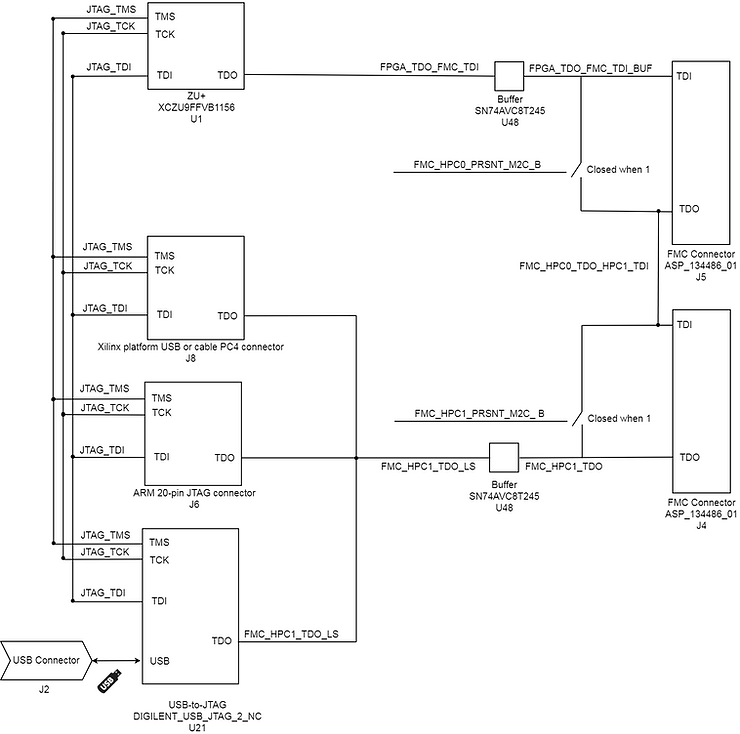 JTAG_TMS
TMS
JTAG_TCK
TCK
JTAG_TDI
TDI
TDO
ZU+
XCZU9FFVB1156
U1
FPGA_TDO_FMC_TDI
Buffer
SN74AVC8T245
U48
FPGA_TDO_FMC_TDI_BUF
TDI
FMC_HPC0_PRSNT_M2C_B
Closed when 1
TDO
FMC Connector
ASP_134486_01
J5
JTAG_TMS
TMS
JTAG_TCK
TCK
JTAG_TDI
TDI
TDO
Xilinx platform USB or cable PC4 connector
J8
FMC_HPC0_TDO_HPC1_TDI
TDI
JTAG_TMS
TMS
JTAG_TCK
TCK
JTAG_TDI
TDI
TDO
ARM 20-pin JTAG connector
J6
FMC_HPC1_PRSNT_M2C_ B
Closed when 1
FMC_HPC1_TDO_LS
Buffer
SN74AVC8T245
U48
FMC_HPC1_TDO
TDO
FMC Connector
ASP_134486_01
J4
JTAG_TMS
TMS
JTAG_TCK
TCK
JTAG_TDI
TDI
TDO
FMC_HPC1_TDO_LS
USB
USB Connector
J2
USB
USB-to-JTAG
DIGILENT_USB_JTAG_2_NC
U21